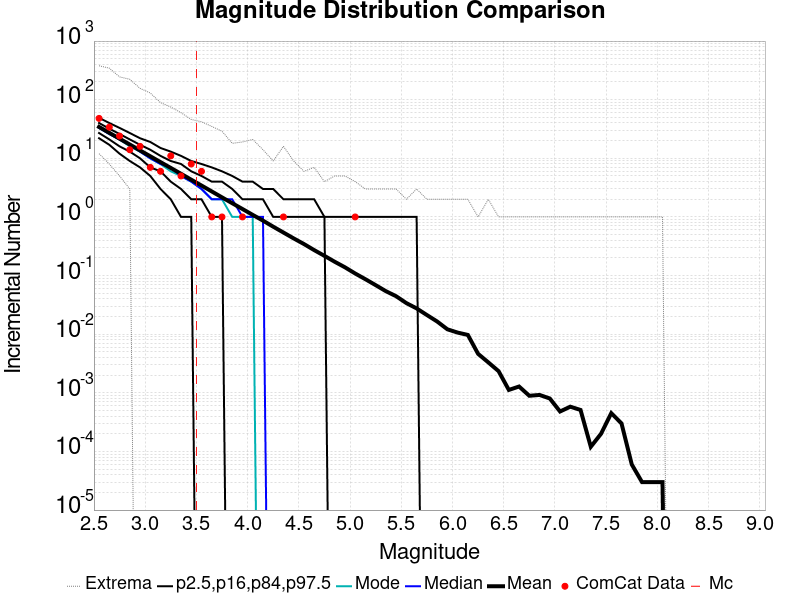 Magnitude Distribution Comparison
10^3
10^2
10^1
10^0
10^-1
10^-2
10^-3
10^-4
10^-5
Incremental Number
2.5 3.0 3.5 4.0 4.5 5.0 5.5 6.0 6.5 7.0 7.5 8.0 8.5 9.0
Magnitude
Extrema p2.5,p16,p84,p97.5 Mode Median Mean ComCat Data Mc